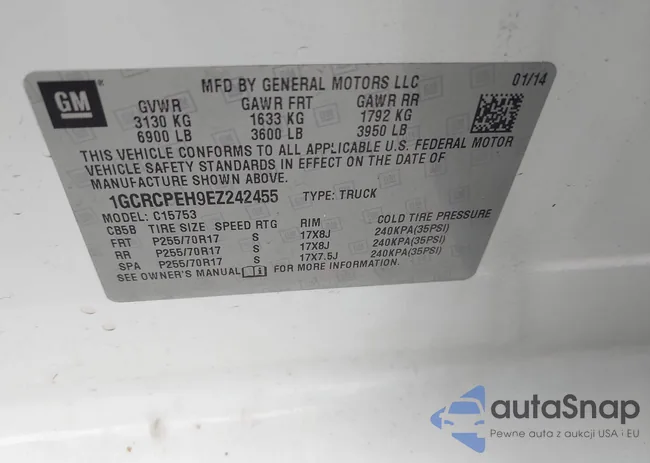 GM
MFD BY GENERAL MOTORS LLC 01/14
GVWR GAWR FRT GAWR RR
3130 KG 1633 KG 1792 KG
6900 LB 3600 LB 3950 LB
THIS VEHICLE CONFORMS TO ALL APPLICABLE U.S. FEDERAL MOTOR
VEHICLE SAFETY STANDARDS IN EFFECT ON THE DATE OF
MANUFACTURE SHOWN ABOVE.
1GCRCPEH9EZ242455 TYPE: TRUCK
MODEL: C15753
CB5B TIRE SIZE SPEED RTG RIM COLD TIRE PRESSURE
FRT P255/70R17 S 17X8J 240KPA(35PSI)
RR P255/70R17 S 17X8J 240KPA(35PSI)
SPA P255/70R17 S 17X7.5J 240KPA(35PSI)
SEE OWNER'S MANUAL FOR MORE INFORMATION.
autaSnap
Pewne auta z aukcji USA i EU